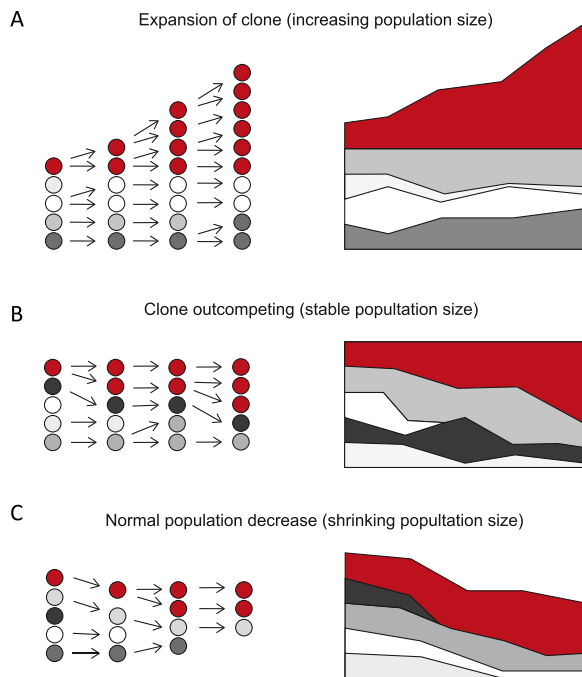 A
Expansion of clone (increasing population size)
B
Clone outcompeting (stable popultation size)
C
Normal population decrease (shrinking popultation size)